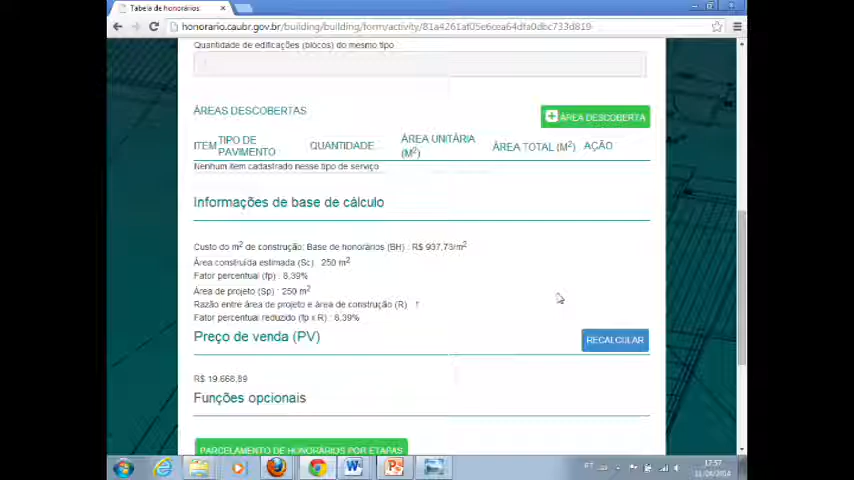 Tabela de honorários
honorario.caubr.gov.br/building/building/form/activity/81a4261af05e6cea64dfa0dbc733d819
Quantidade de edificações (blocos) do mesmo tipo
ÁREAS DESCOBERTAS
ÁREA DESCOBERTA
ITEM TIPO DE PAVIMENTO QUANTIDADE ÁREA UNITÁRIA (M²) ÁREA TOTAL (M²) AÇÃO
Nenhum item cadastrado nesse tipo de serviço
Informações de base de cálculo
Custo do m² de construção: Base de honorários (BH) : R$ 937,73/m²
Área construída estimada (Sc) : 250 m²
Fator percentual (fp) : 8,39%
Área de projeto (Sp) : 250 m²
Razão entre área de projeto e área de construção (R) : 1
Fator percentual reduzido (fp x R) : 8,39%
Preço de venda (PV)
RECALCULAR
R$ 19.668,89
Funções opcionais
PARCELAMENTO DE HONORÁRIOS POR ETAPAS
PT
17:57